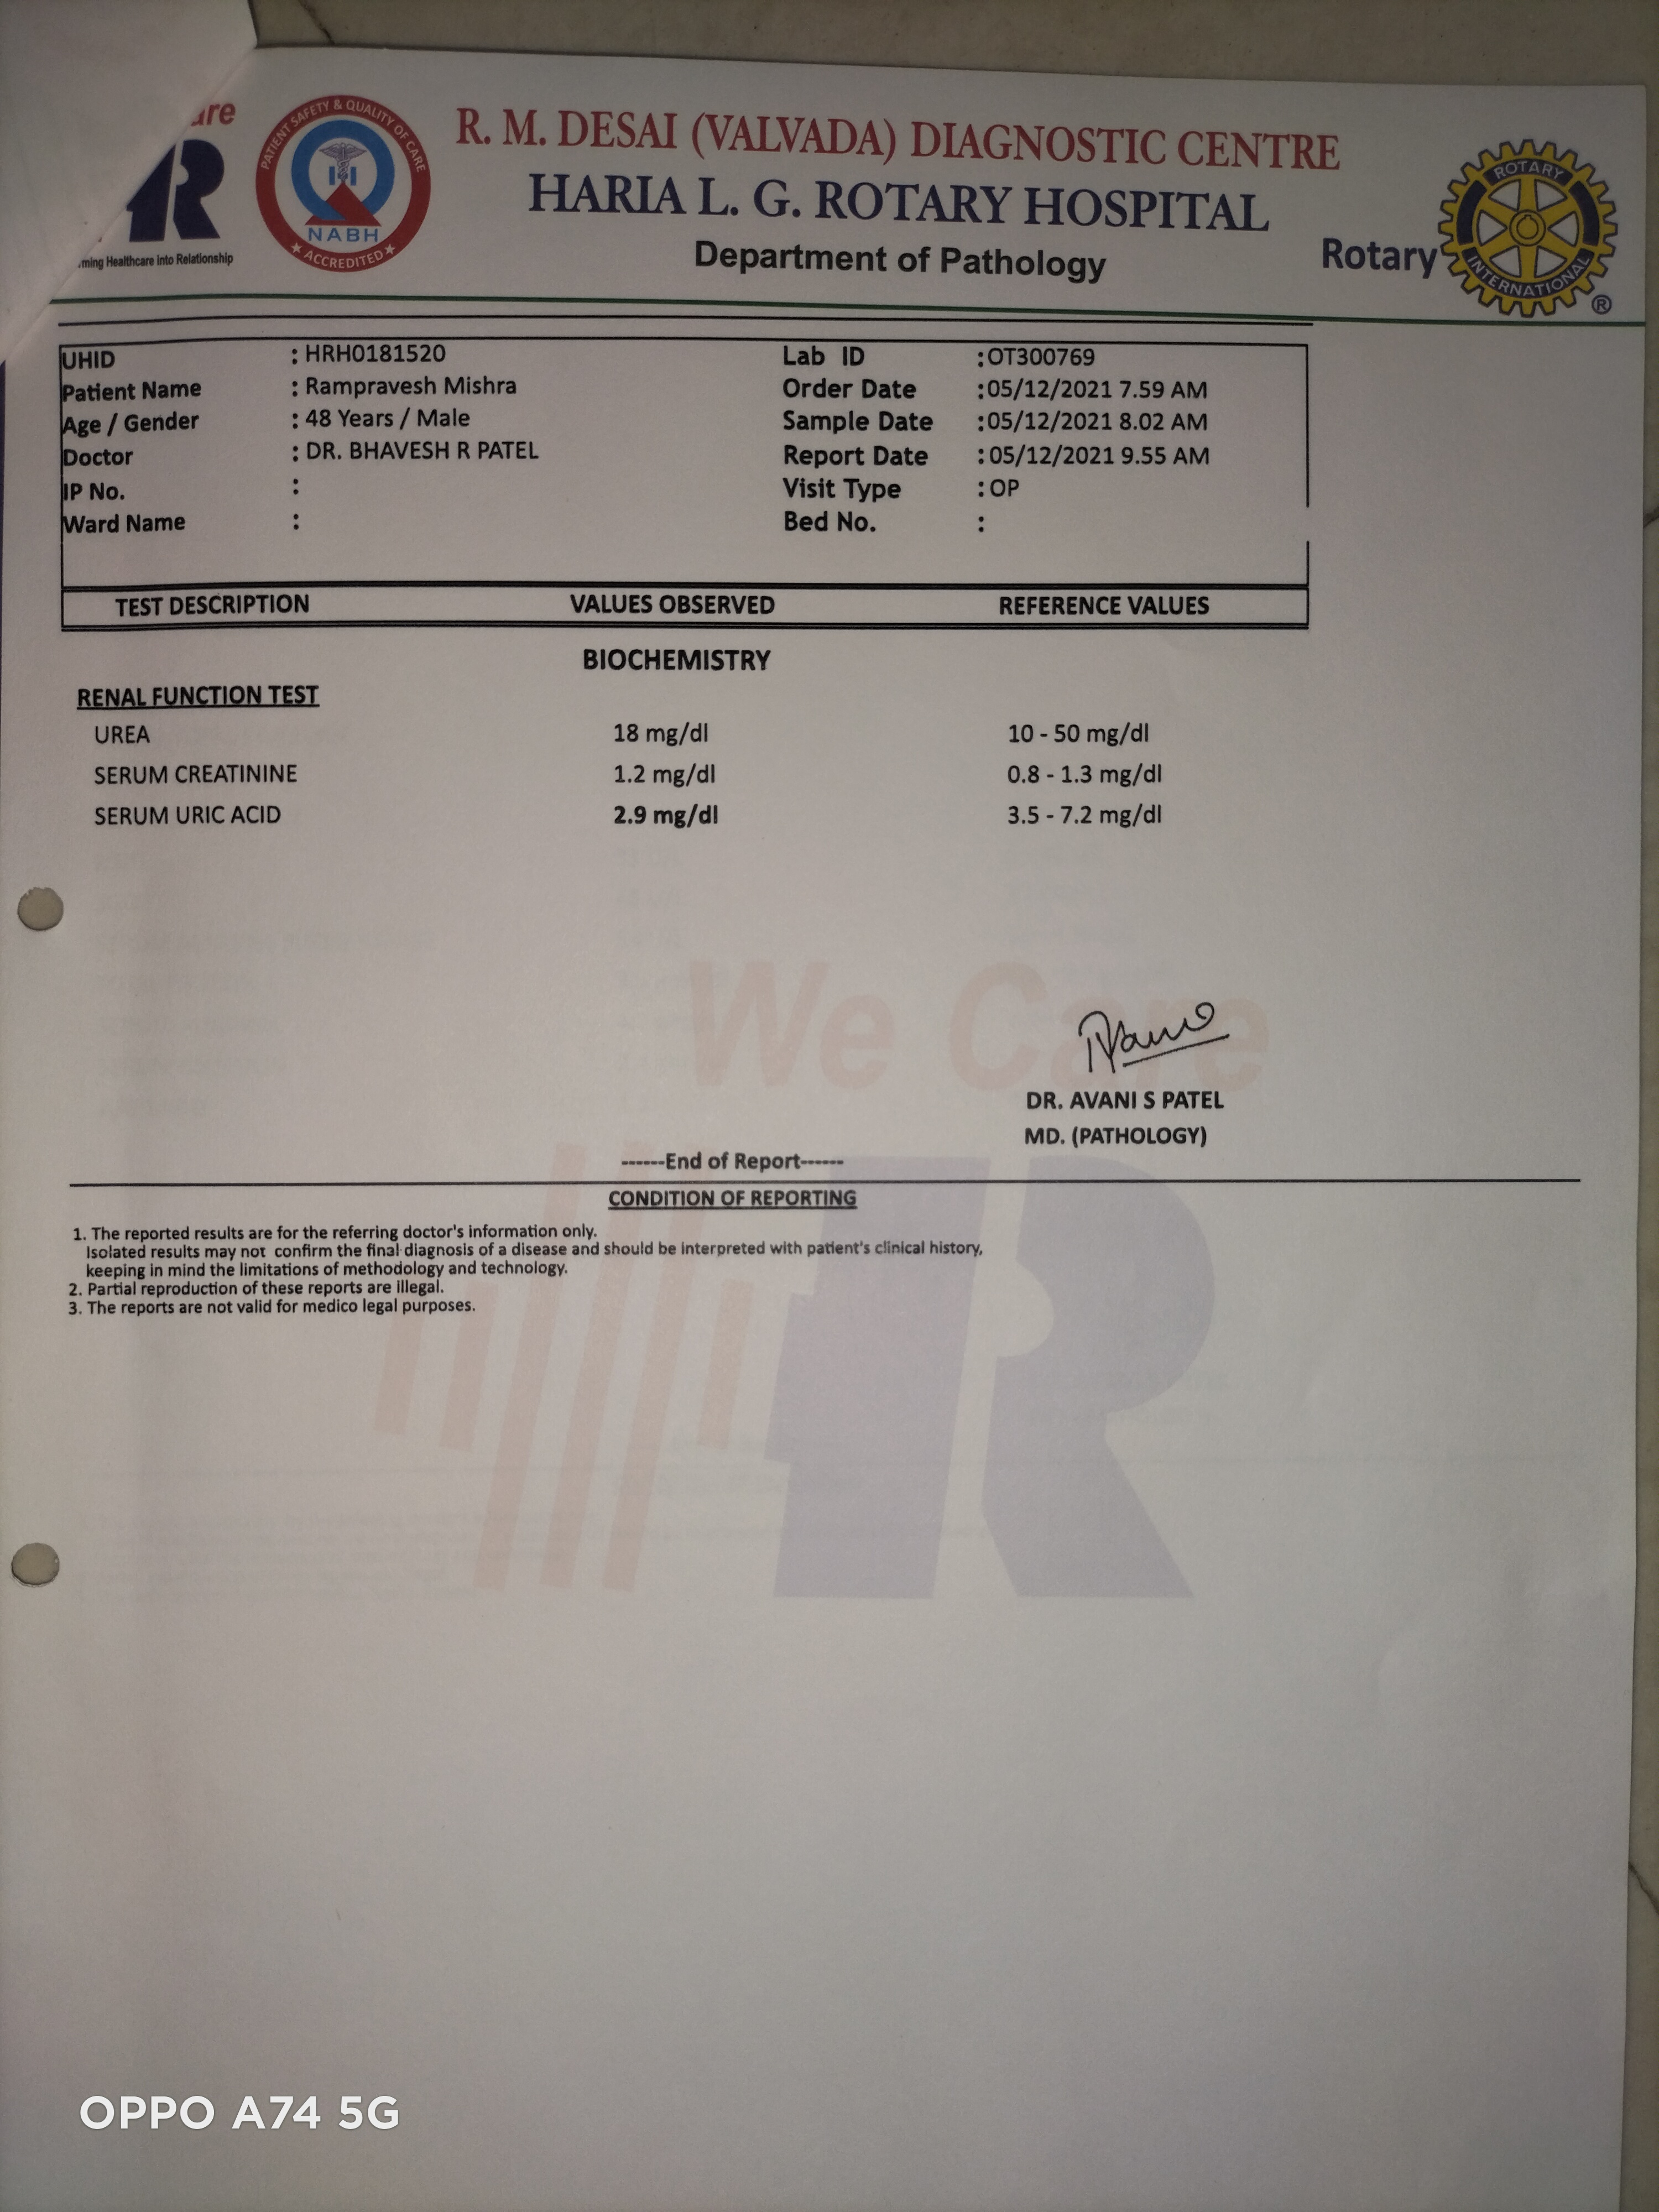 are
R
rning Healthcare into Relationship
PATIENT SAFETY & QUALITY OF CARE
NABH
★ ACCREDITED ★
R. M. DESAI (VALVADA) DIAGNOSTIC CENTRE
HARIA L. G. ROTARY HOSPITAL
Department of Pathology
Rotary
ROTARY
INTERNATIONAL
®
UHID : HRH0181520 Lab ID :OT300769
Patient Name : Rampravesh Mishra Order Date :05/12/2021 7.59 AM
Age / Gender : 48 Years / Male Sample Date :05/12/2021 8.02 AM
Doctor : DR. BHAVESH R PATEL Report Date :05/12/2021 9.55 AM
IP No. : Visit Type :OP
Ward Name : Bed No. :
TEST DESCRIPTION VALUES OBSERVED REFERENCE VALUES
BIOCHEMISTRY
RENAL FUNCTION TEST
UREA 18 mg/dl 10 - 50 mg/dl
SERUM CREATININE 1.2 mg/dl 0.8 - 1.3 mg/dl
SERUM URIC ACID 2.9 mg/dl 3.5 - 7.2 mg/dl
We Care
DR. AVANI S PATEL
MD. (PATHOLOGY)
------End of Report------
CONDITION OF REPORTING
1. The reported results are for the referring doctor's information only.
Isolated results may not confirm the final diagnosis of a disease and should be interpreted with patient's clinical history,
keeping in mind the limitations of methodology and technology.
2. Partial reproduction of these reports are illegal.
3. The reports are not valid for medico legal purposes.
R
OPPO A74 5G